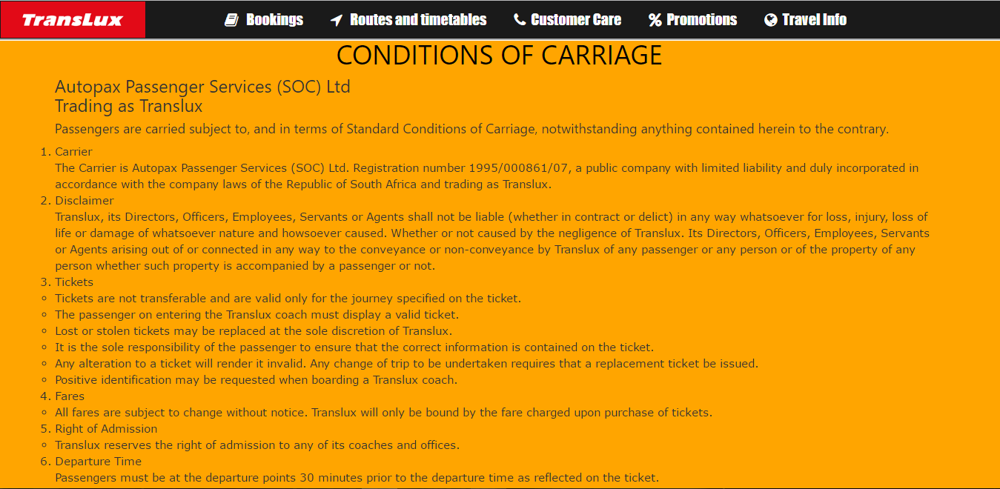 TRANSLUX
Bookings
Routes and timetables
Customer Care
Promotions
Travel Info
CONDITIONS OF CARRIAGE
Autopax Passenger Services (SOC) Ltd
Trading as Translux
Passengers are carried subject to, and in terms of Standard Conditions of Carriage, notwithstanding anything contained herein to the contrary.
1. Carrier
The Carrier is Autopax Passenger Services (SOC) Ltd. Registration number 1995/000861/07, a public company with limited liability and duly incorporated in
accordance with the company laws of the Republic of South Africa and trading as Translux.
2. Disclaimer
Translux, its Directors, Officers, Employees, Servants or Agents shall not be liable (whether in contract or delict) in any way whatsoever for loss, injury, loss of
life or damage of whatsoever nature and howsoever caused. Whether or not caused by the negligence of Translux. Its Directors, Officers, Employees, Servants
or Agents arising out of or connected in any way to the conveyance or non-conveyance by Translux of any passenger or any person or of the property of any
person whether such property is accompanied by a passenger or not.
3. Tickets
◦ Tickets are not transferable and are valid only for the journey specified on the ticket.
◦ The passenger on entering the Translux coach must display a valid ticket.
◦ Lost or stolen tickets may be replaced at the sole discretion of Translux.
◦ It is the sole responsibility of the passenger to ensure that the correct information is contained on the ticket.
◦ Any alteration to a ticket will render it invalid. Any change of trip to be undertaken requires that a replacement ticket be issued.
◦ Positive identification may be requested when boarding a Translux coach.
4. Fares
◦ All fares are subject to change without notice. Translux will only be bound by the fare charged upon purchase of tickets.
5. Right of Admission
◦ Translux reserves the right of admission to any of its coaches and offices.
6. Departure Time
Passengers must be at the departure points 30 minutes prior to the departure time as reflected on the ticket.